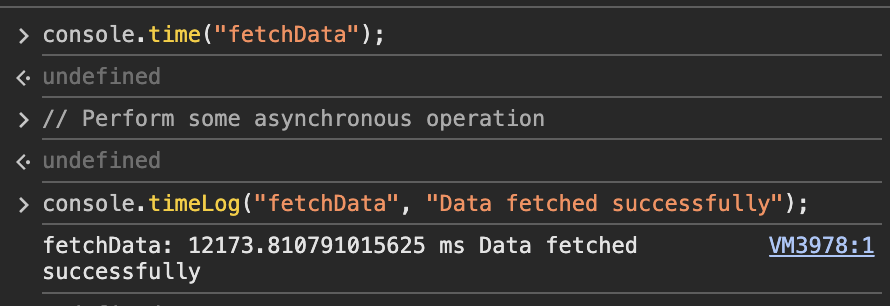 > console.time("fetchData");
<· undefined
> // Perform some asynchronous operation
<· undefined
> console.timeLog("fetchData", "Data fetched successfully");
fetchData: 12173.810791015625 ms Data fetched VM3978:1
successfully